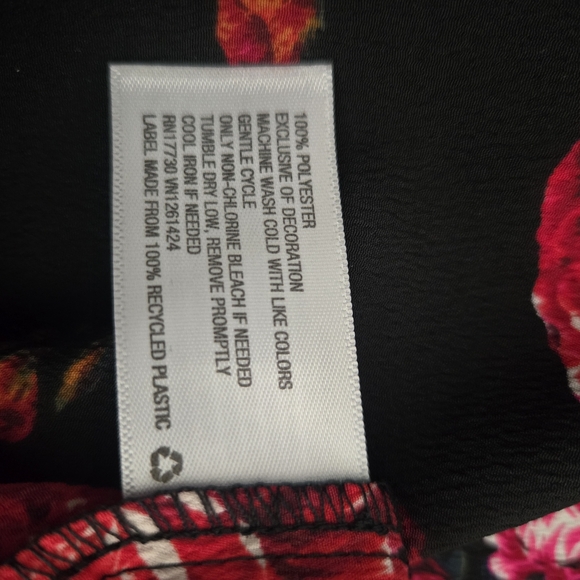 100% POLYESTER
EXCLUSIVE OF DECORATION
MACHINE WASH COLD WITH LIKE COLORS
GENTLE CYCLE
ONLY NON-CHLORINE BLEACH IF NEEDED
TUMBLE DRY LOW, REMOVE PROMPTLY
COOL IRON IF NEEDED
RN17730 VN1261424
LABEL MADE FROM 100% RECYCLED PLASTIC